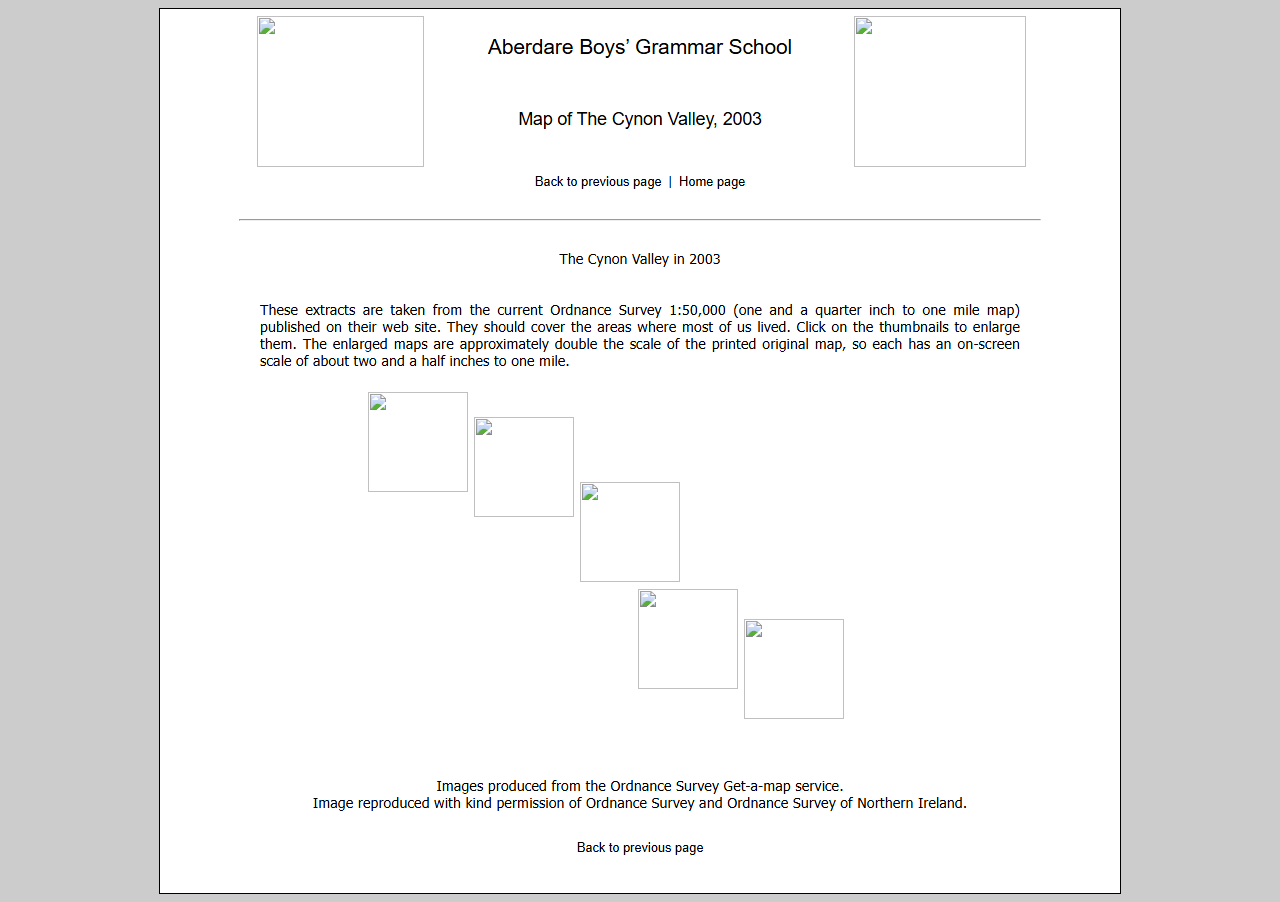 Aberdare Boys’ Grammar School
Map of The Cynon Valley, 2003
Back to previous page | Home page
The Cynon Valley in 2003
These extracts are taken from the current Ordnance Survey 1:50,000 (one and a quarter inch to one mile map)
published on their web site. They should cover the areas where most of us lived. Click on the thumbnails to enlarge
them. The enlarged maps are approximately double the scale of the printed original map, so each has an on-screen
scale of about two and a half inches to one mile.
Images produced from the Ordnance Survey Get-a-map service.
Image reproduced with kind permission of Ordnance Survey and Ordnance Survey of Northern Ireland.
Back to previous page